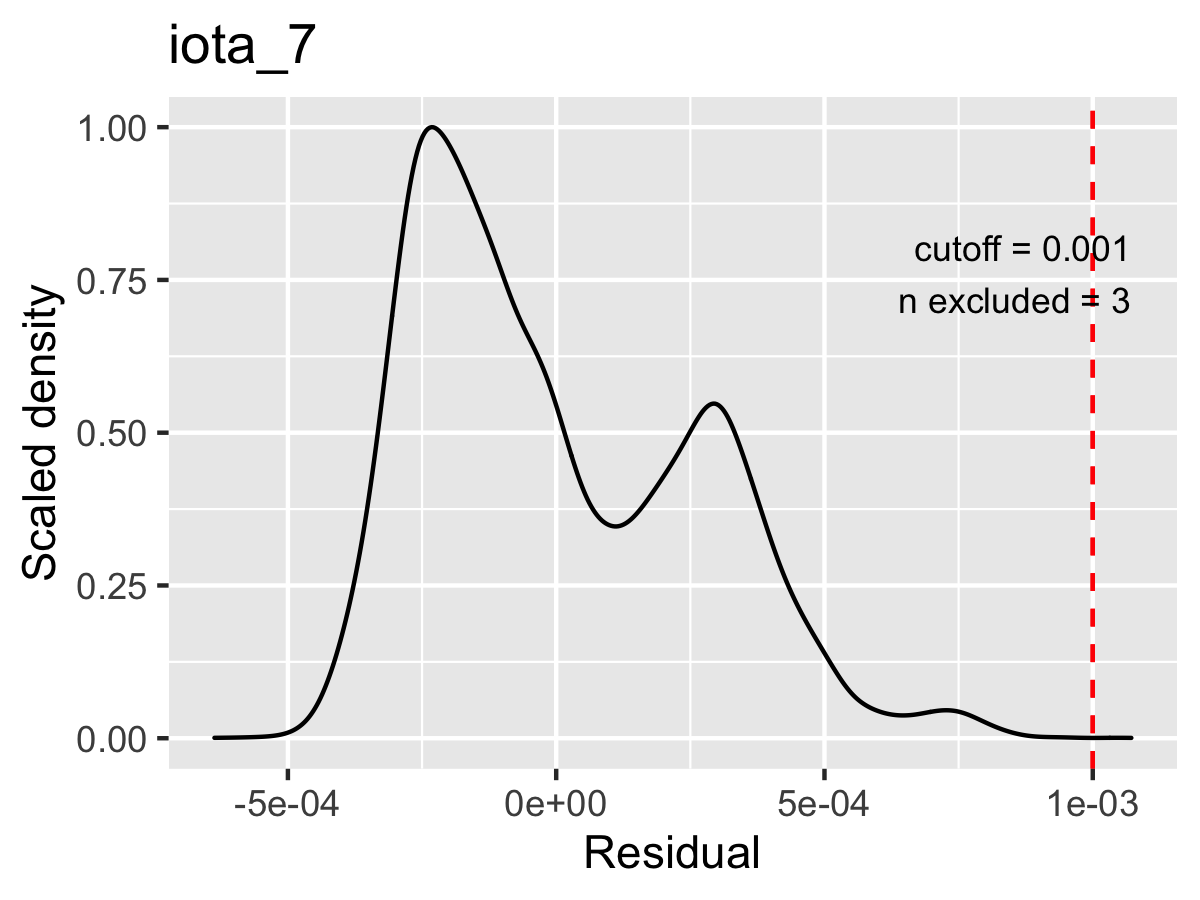 iota_7
1.00
0.75
0.50
0.25
0.00
Scaled density
cutoff = 0.001
n excluded = 3
-5e-04 0e+00 5e-04 1e-03
Residual